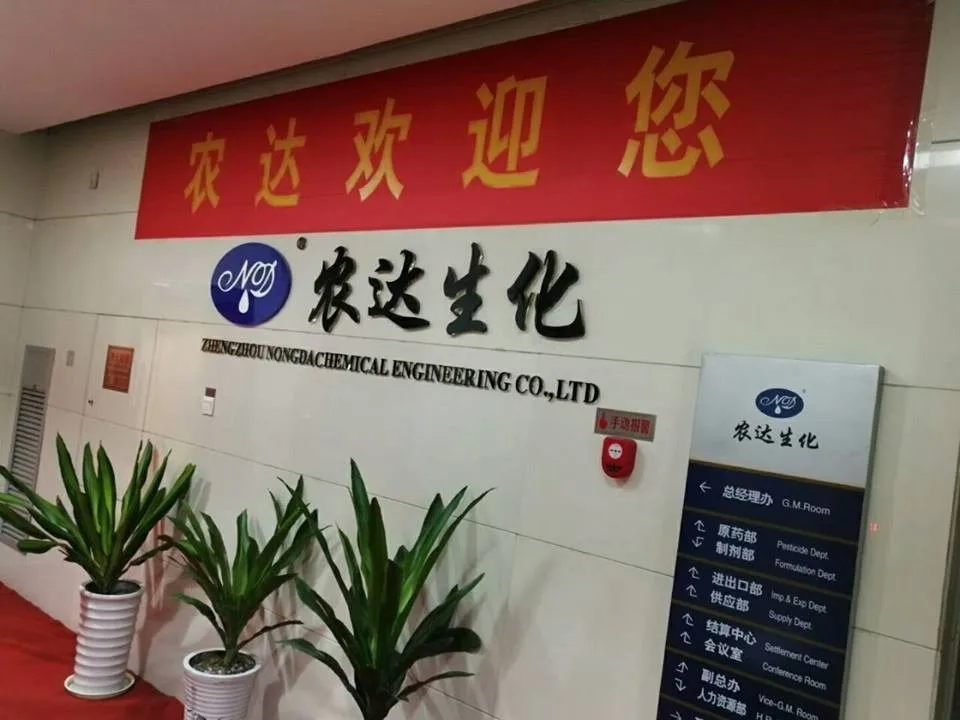 农达欢迎您
ND
®
农达生化
ZHENGZHOU NONGDACHEMICAL ENGINEERING CO.,LTD
手动报警
ND
农达生化
← 总经理办 G.M.Room
↑ 原药部 Pesticide Dept.
制剂部 Formulation Dept.
↑ 进出口部 Imp.& Exp Dept.
↑ 供应部 Supply Dept.
↑ 结算中心 Settlement Center
↑ 会议室 Conference Room
↑ 副总办 Vice-G.M. Room
人力资源部 H.R